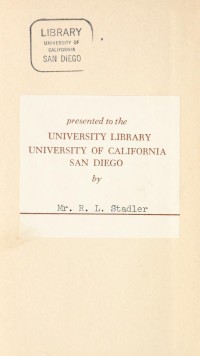 LIBRARY
UNIVERSITY OF
CALIFORNIA
SAN DIEGO
presented to the
UNIVERSITY LIBRARY
UNIVERSITY OF CALIFORNIA
SAN DIEGO
by
Mr. R. L. Stadler